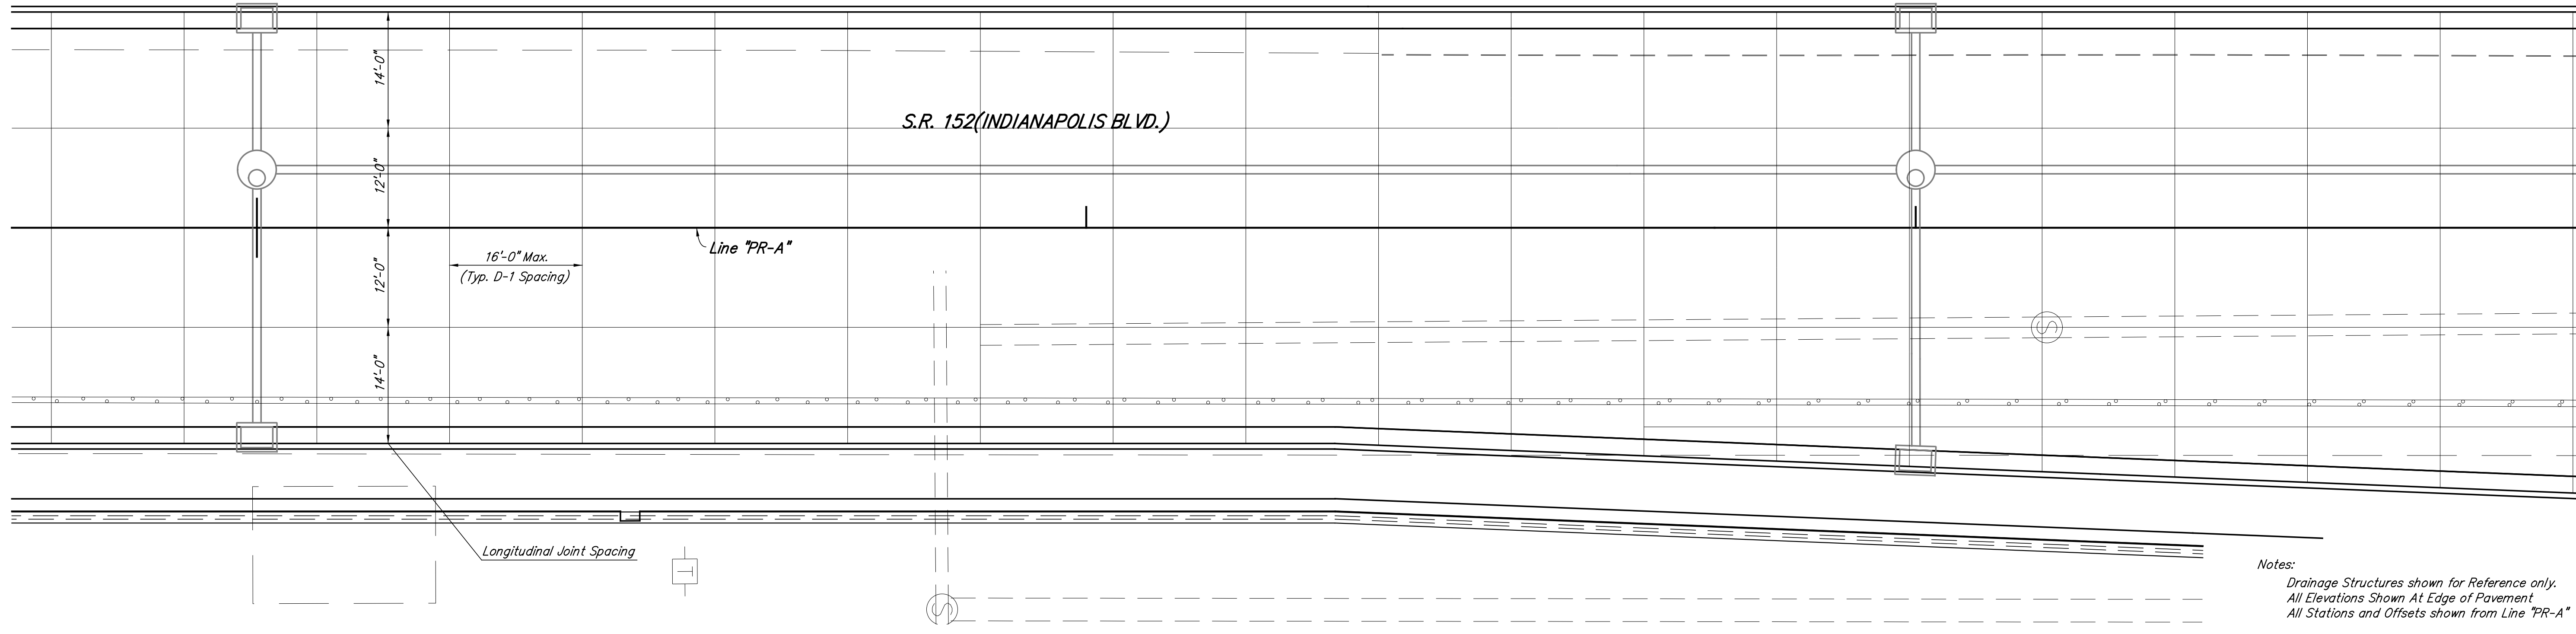 14'-0"
S.R. 152(INDIANAPOLIS BLVD.)
12'-0"
Line "PR-A"
16'-0" Max.
(Typ. D-1 Spacing)
12'-0"
S
14'-0"
Longitudinal Joint Spacing
T
S
Notes:
Drainage Structures shown for Reference only.
All Elevations Shown At Edge of Pavement
All Stations and Offsets shown from Line "PR-A"